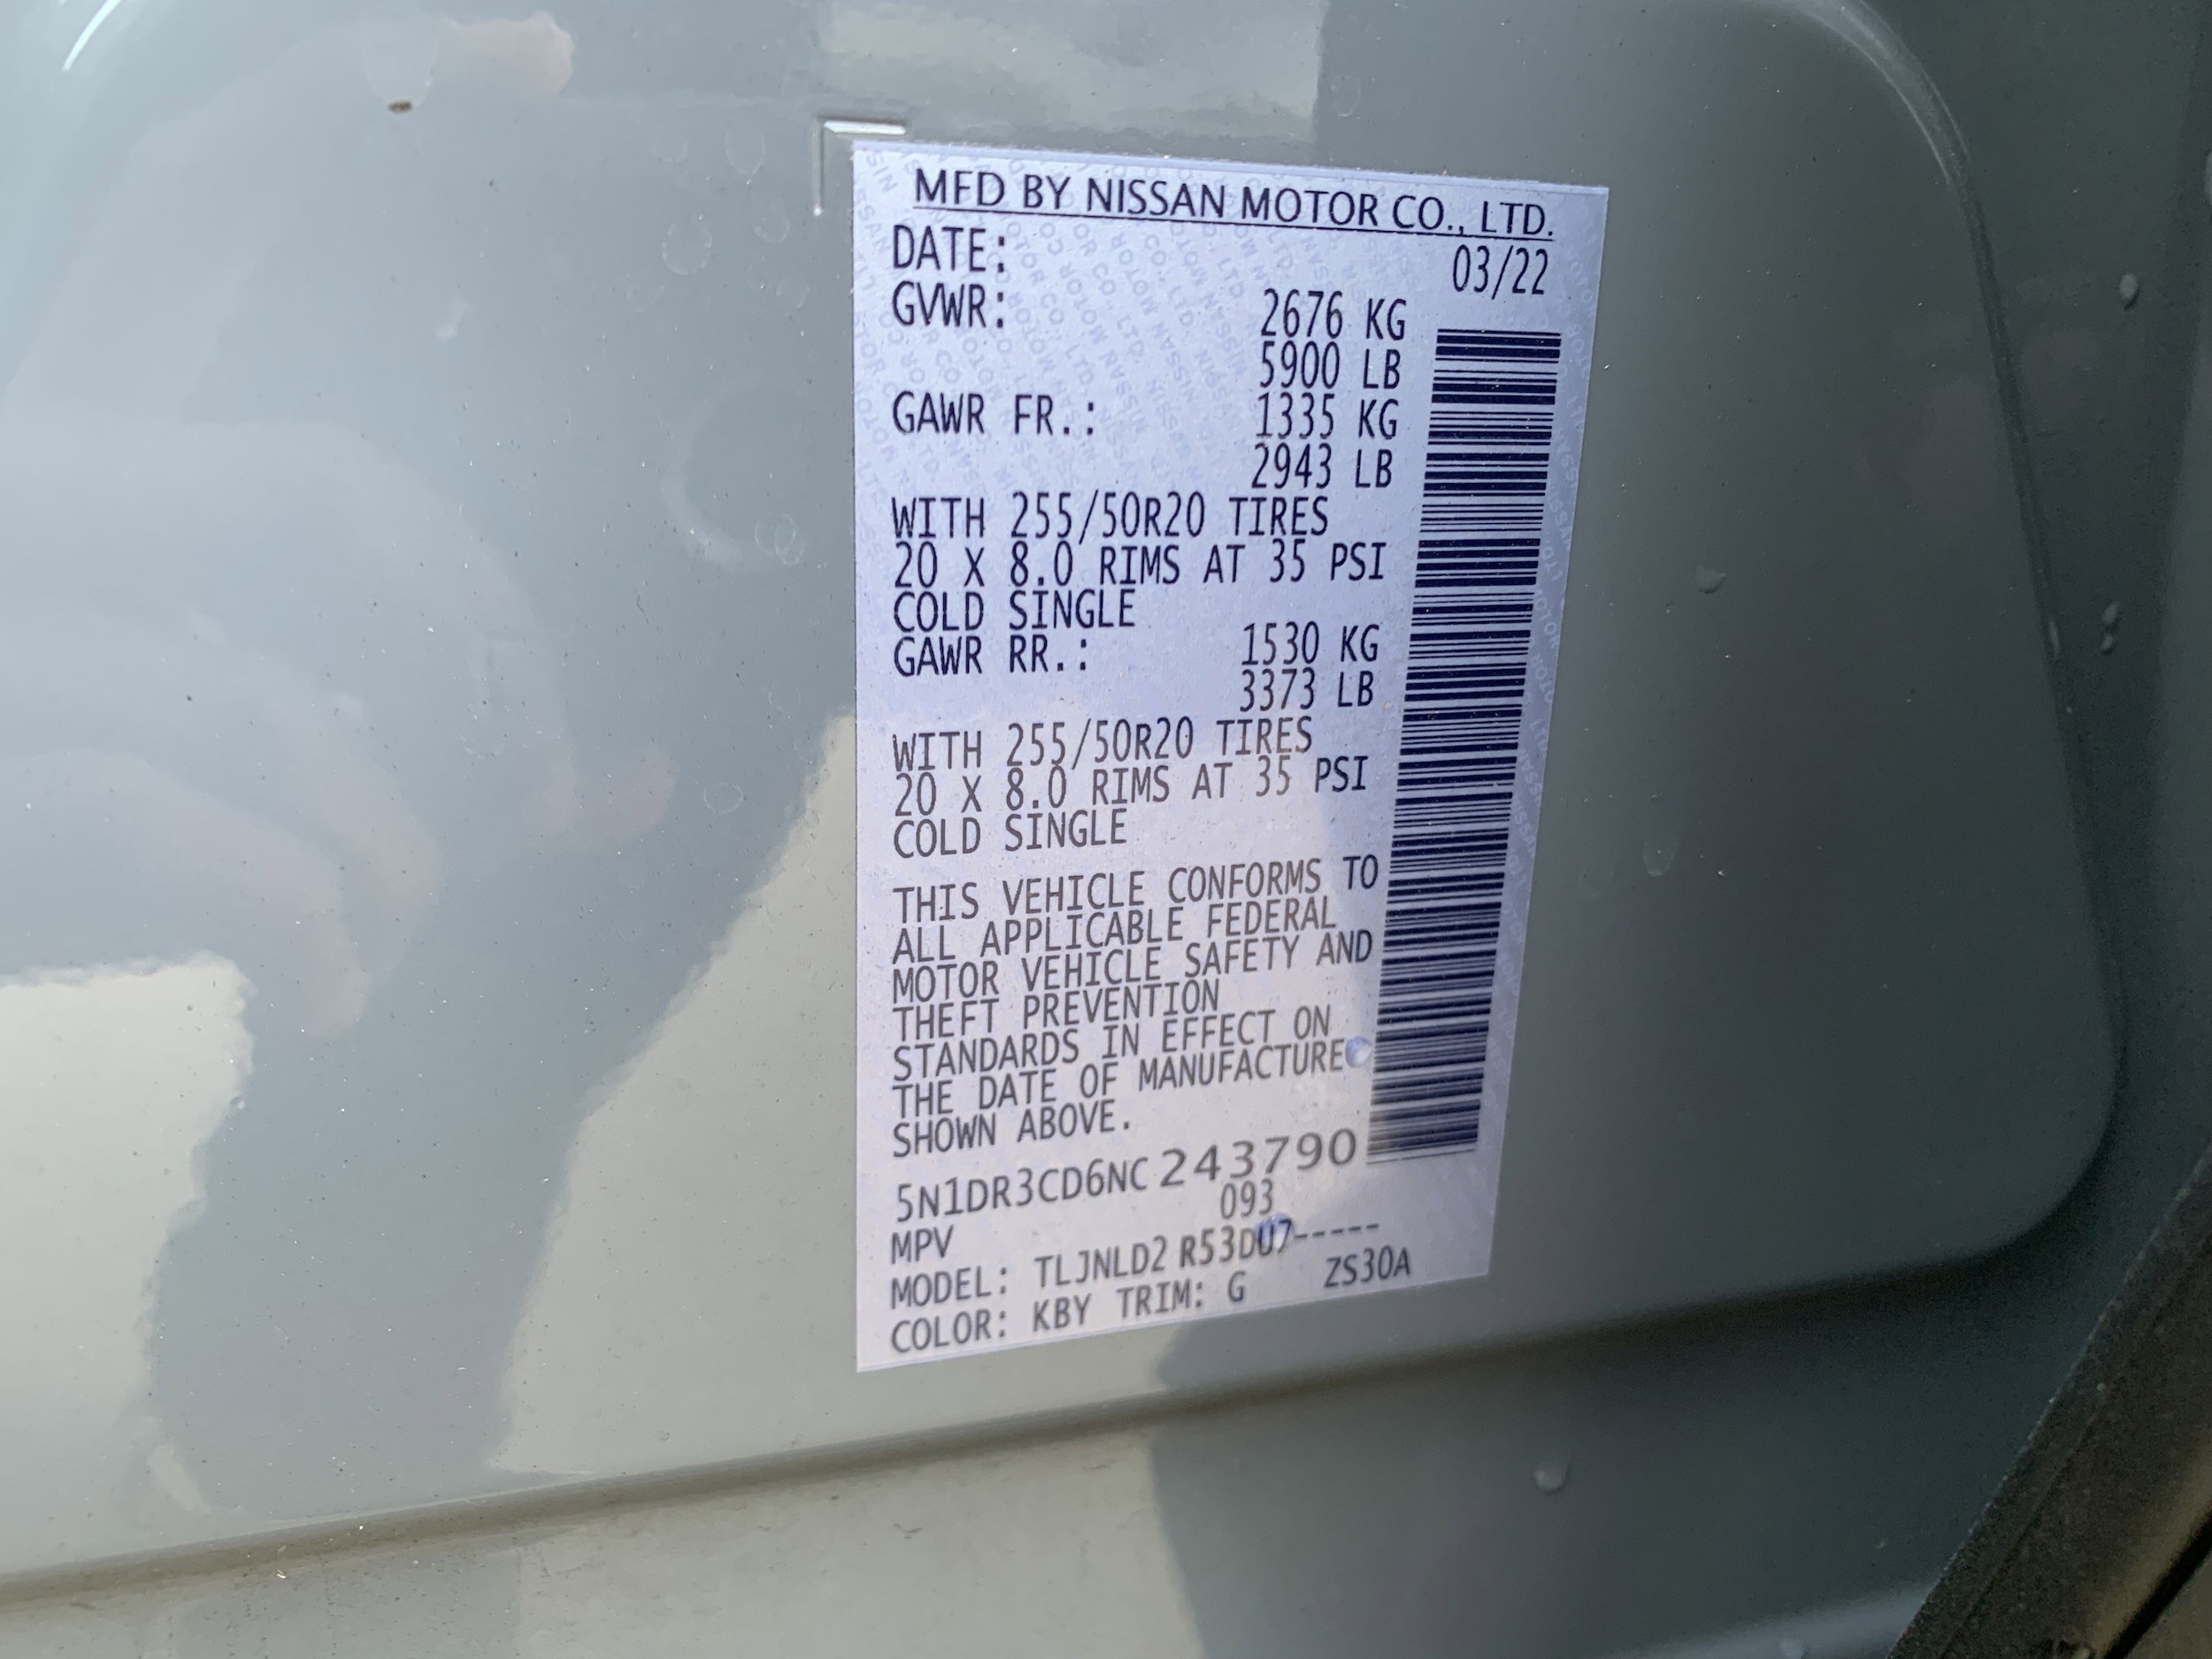 MFD BY NISSAN MOTOR CO., LTD.
DATE: 03/22
GVWR: 2676 KG
5900 LB
GAWR FR.: 1335 KG
2943 LB
WITH 255/50R20 TIRES
20 X 8.0 RIMS AT 35 PSI
COLD SINGLE
GAWR RR.: 1530 KG
3373 LB
WITH 255/50R20 TIRES
20 X 8.0 RIMS AT 35 PSI
COLD SINGLE
THIS VEHICLE CONFORMS TO
ALL APPLICABLE FEDERAL
MOTOR VEHICLE SAFETY AND
THEFT PREVENTION
STANDARDS IN EFFECT ON
THE DATE OF MANUFACTURE
SHOWN ABOVE.
5N1DR3CD6NC243790
093
MPV
MODEL: TLJNLD2 R53DU7-----
COLOR: KBY TRIM: G ZS30A